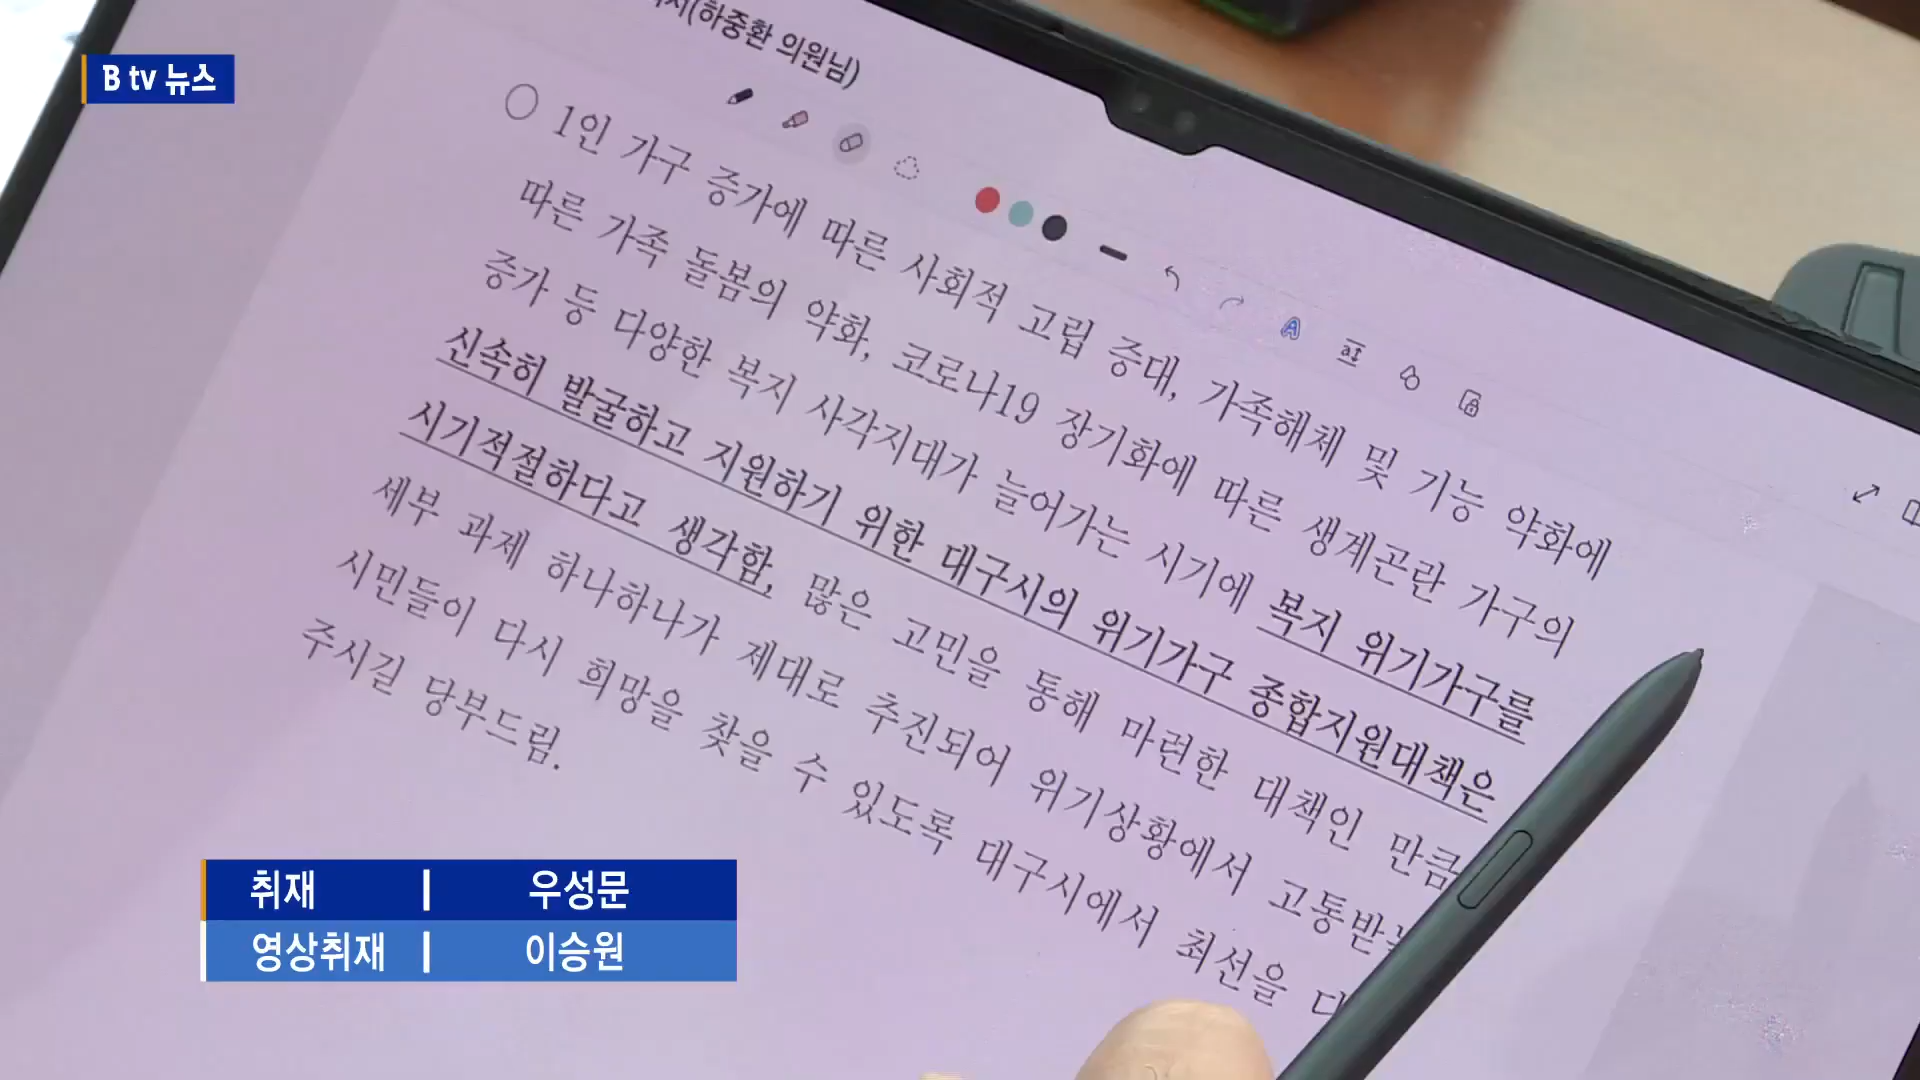 B tv 뉴스
(하중환 의원님)
○ 1인 가구 증가에 따른 사회적 고립 증대, 가족해체 및 기능 약화에
따른 가족 돌봄의 약화, 코로나19 장기화에 따른 생계곤란 가구의
증가 등 다양한 복지 사각지대가 늘어가는 시기에 복지 위기가구를
신속히 발굴하고 지원하기 위한 대구시의 위기가구 종합지원대책은
시기적절하다고 생각함, 많은 고민을 통해 마련한 대책인 만큼
세부 과제 하나하나가 제대로 추진되어 위기상황에서 고통받
시민들이 다시 희망을 찾을 수 있도록 대구시에서 최선을
주시길 당부드림.
취재 | 우성문
영상취재 | 이승원